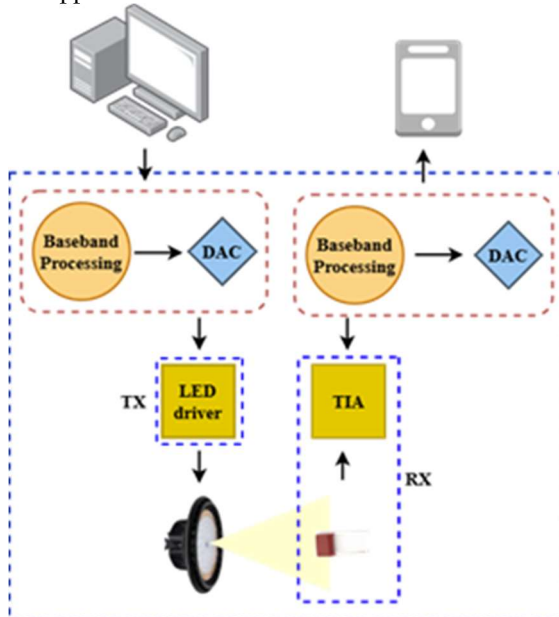 Baseband
Processing
DAC
Baseband
Processing
DAC
TX
LED
driver
TIA
RX